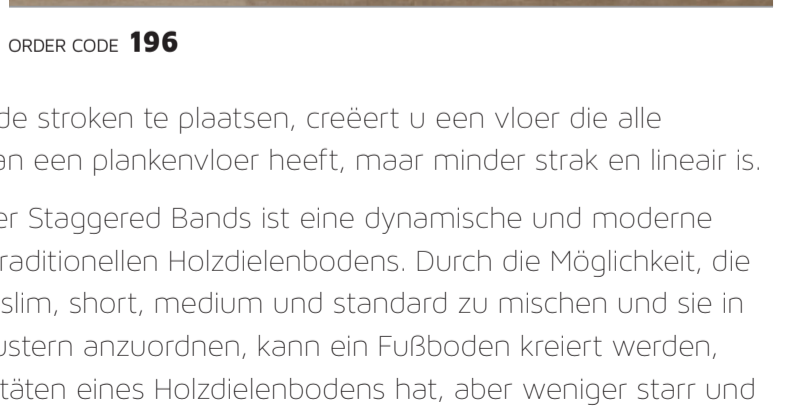 ORDER CODE 196
de stroken te plaatsen, creëert u een vloer die alle
an een plankenvloer heeft, maar minder strak en lineair is.
er Staggered Bands ist eine dynamische und moderne
raditionellen Holzdielenbodens. Durch die Möglichkeit, die
slim, short, medium und standard zu mischen und sie in
ustern anzuordnen, kann ein Fußboden kreiert werden,
täten eines Holzdielenbodens hat, aber weniger starr und